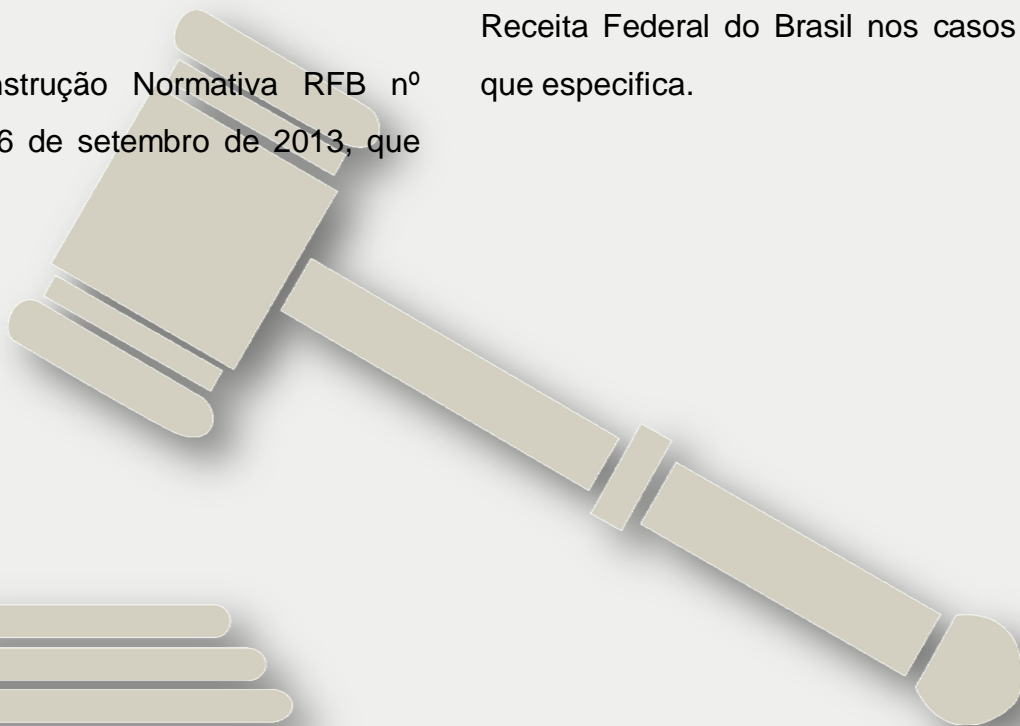 nstrução Normativa RFB nº
6 de setembro de 2013, que
Receita Federal do Brasil nos casos
que especifica.